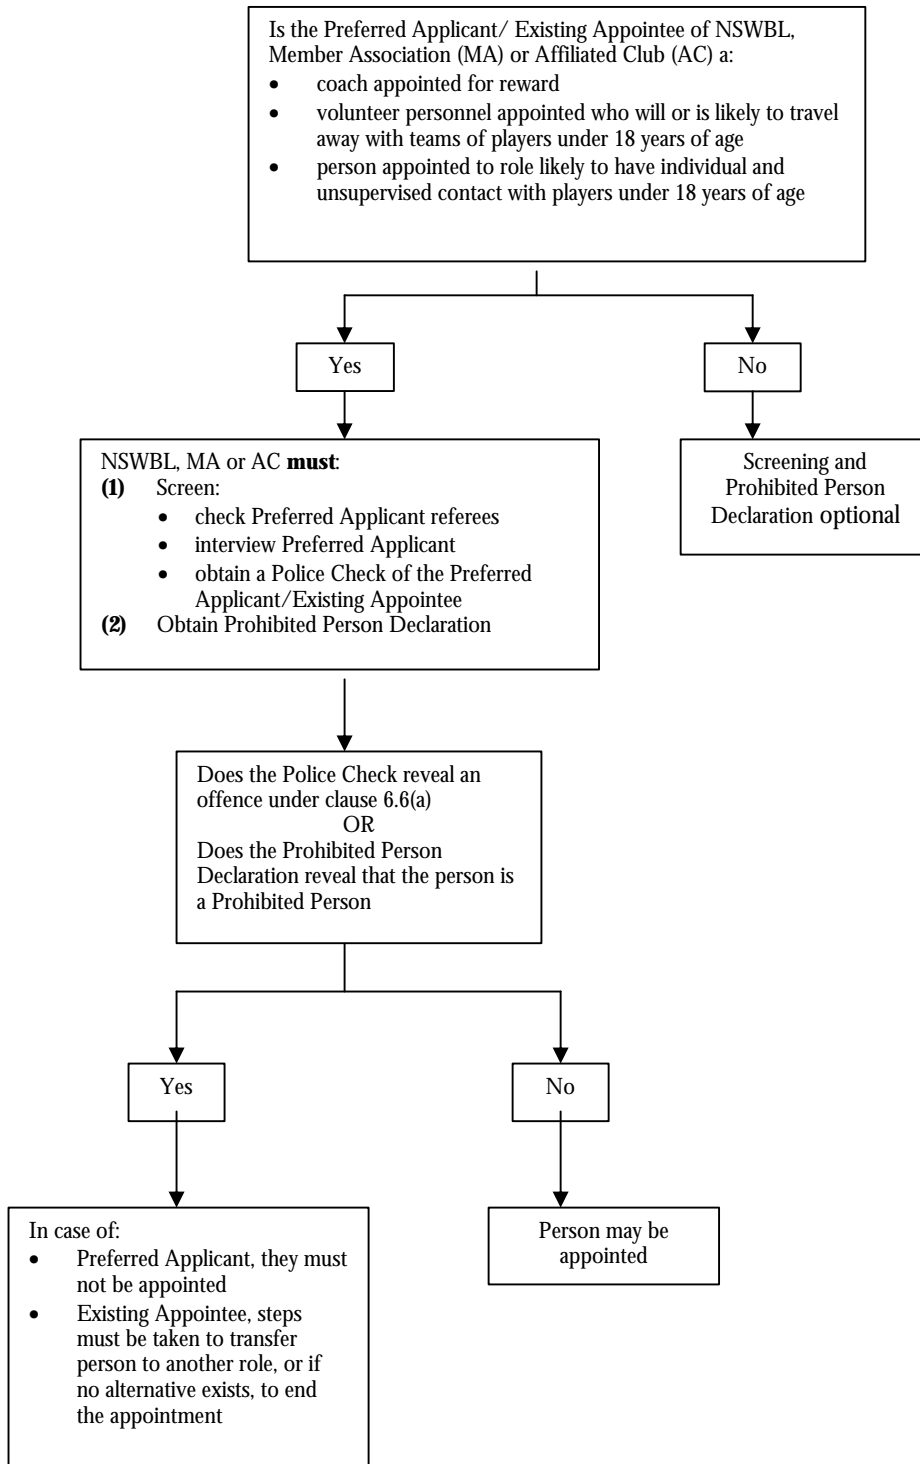 Is the Preferred Applicant/ Existing Appointee of NSWBL,
Member Association (MA) or Affiliated Club (AC) a:
• coach appointed for reward
• volunteer personnel appointed who will or is likely to travel
away with teams of players under 18 years of age
• person appointed to role likely to have individual and
unsupervised contact with players under 18 years of age
Yes
No
NSWBL, MA or AC must:
(1) Screen:
• check Preferred Applicant referees
• interview Preferred Applicant
• obtain a Police Check of the Preferred
Applicant/Existing Appointee
(2) Obtain Prohibited Person Declaration
Screening and
Prohibited Person
Declaration optional
Does the Police Check reveal an
offence under clause 6.6(a)
OR
Does the Prohibited Person
Declaration reveal that the person is
a Prohibited Person
Yes
No
In case of:
• Preferred Applicant, they must
not be appointed
• Existing Appointee, steps
must be taken to transfer
person to another role, or if
no alternative exists, to end
the appointment
Person may be
appointed